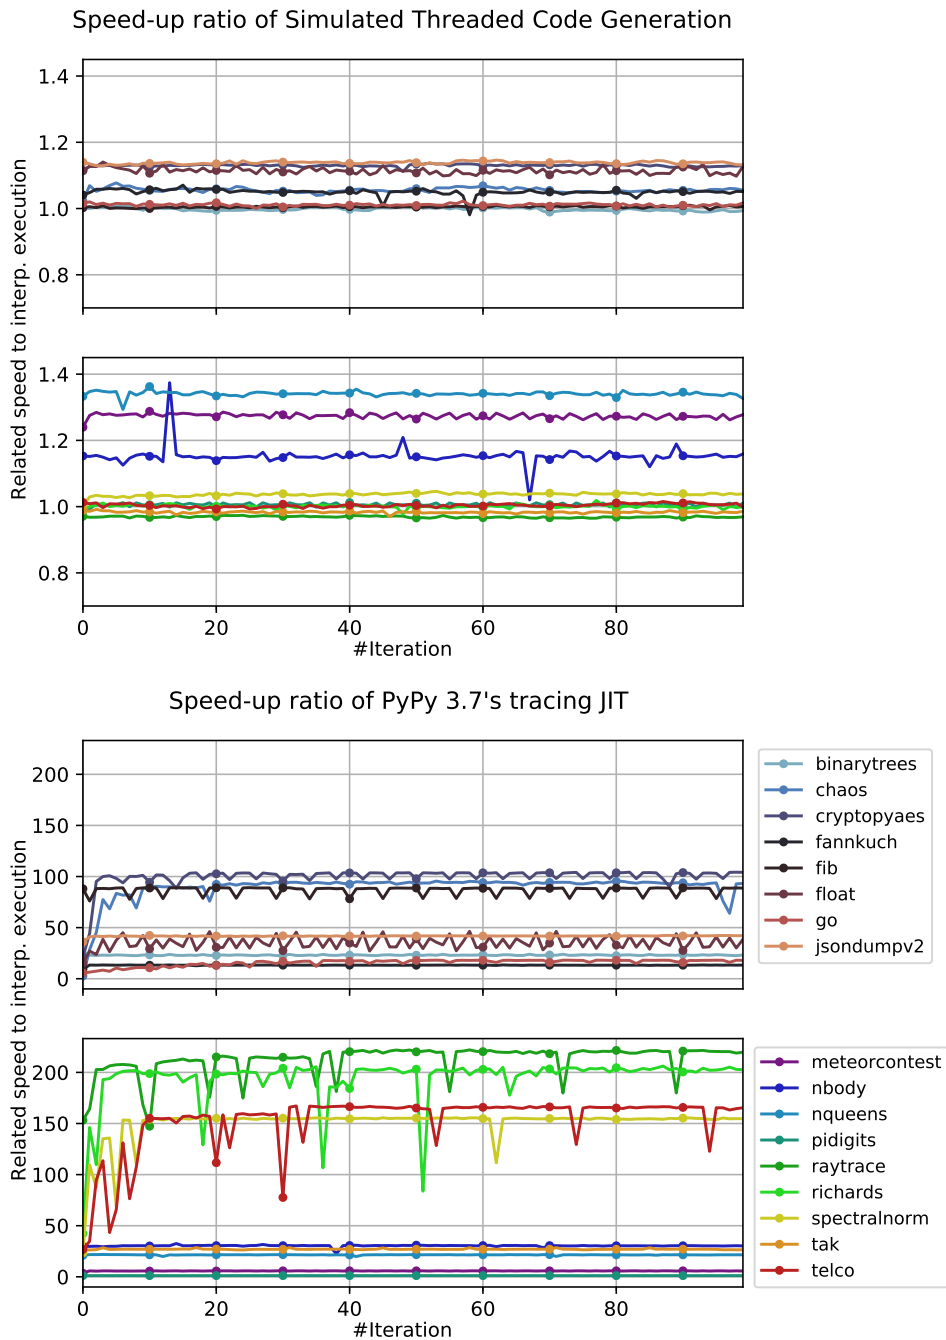 Speed-up ratio of Simulated Threaded Code Generation
Related speed to interp. execution
1.4
1.2
1.0
0.8
1.4
1.2
1.0
0.8
0
20
40
60
80
#Iteration
Speed-up ratio of PyPy 3.7's tracing JIT
Related speed to interp. execution
200
150
100
50
0
binarytrees
chaos
cryptopyaes
fannkuch
fib
float
go
jsondumpv2
200
150
100
50
0
0
20
40
60
80
#Iteration
meteorcontest
nbody
nqueens
pidigits
raytrace
richards
spectralnorm
tak
telco